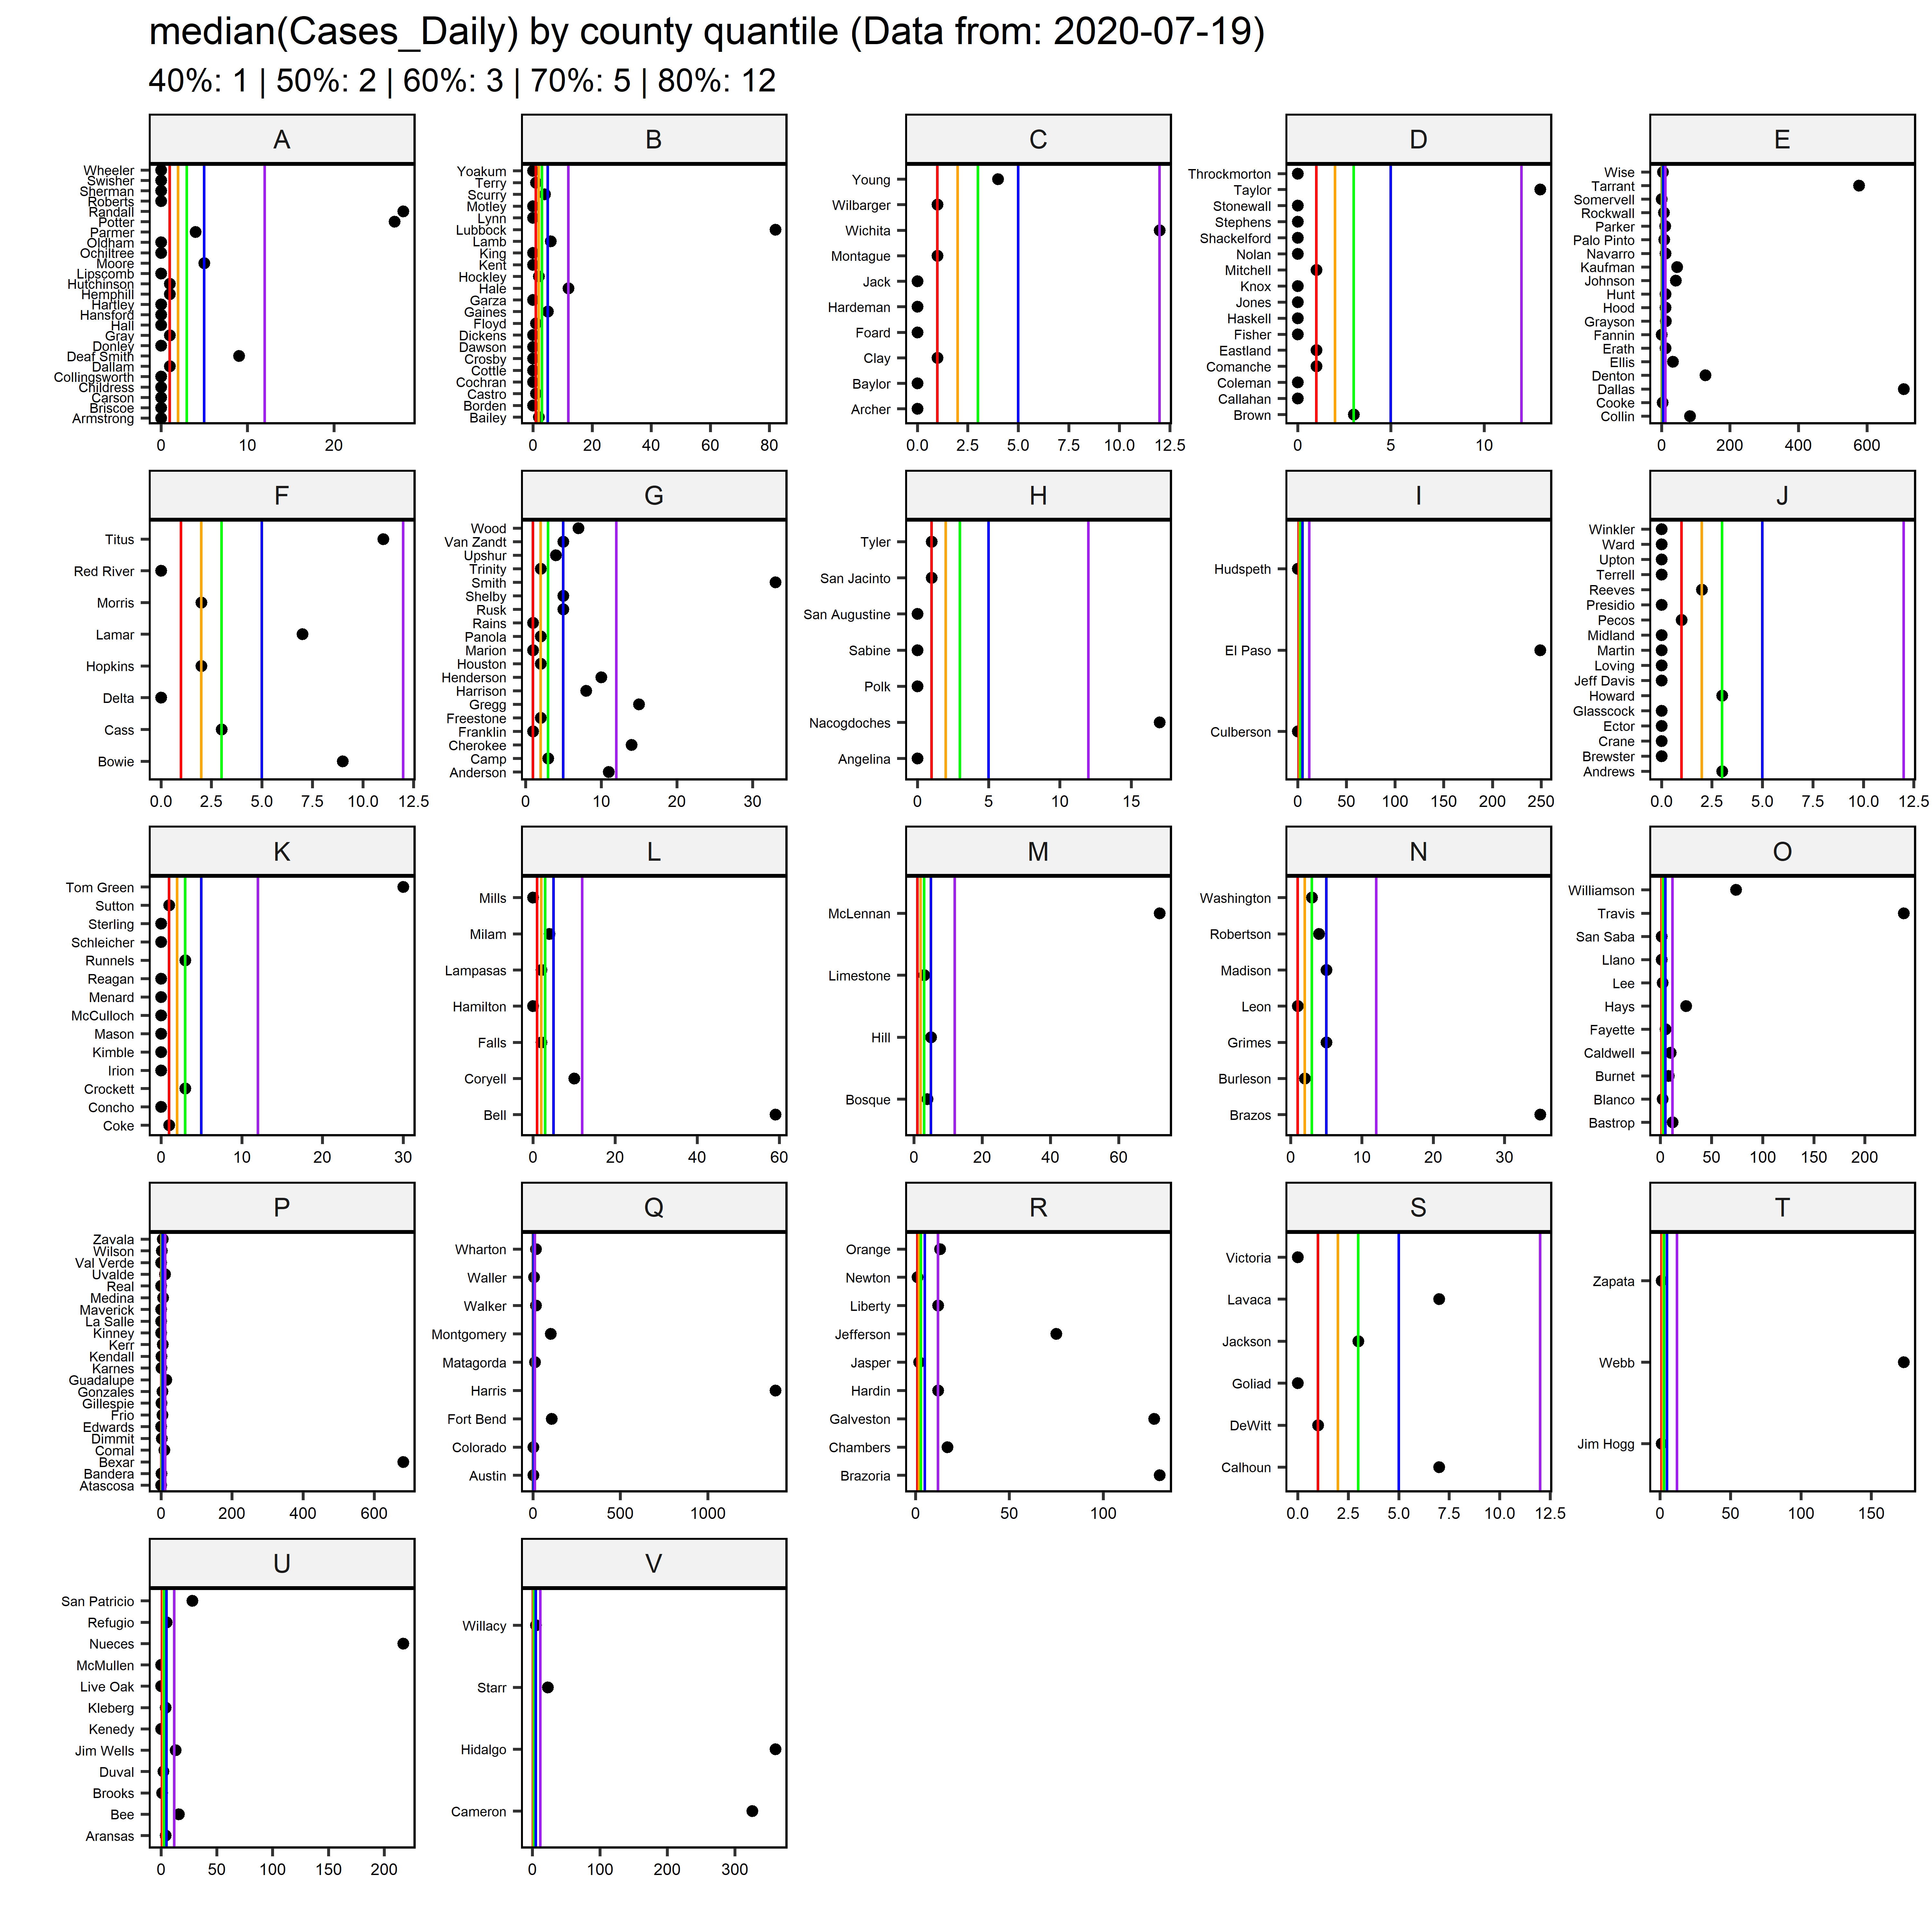 median(Cases_Daily) by county quantile (Data from: 2020-07-19)
40%: 1 | 50%: 2 | 60%: 3 | 70%: 5 | 80%: 12
A
Wheeler
Swisher
Sherman
Roberts
Randall
Potter
Parmer
Oldham
Ochiltree
Moore
Lipscomb
Hutchinson
Hemphill
Hartley
Hansford
Hall
Gray
Donley
Deaf Smith
Dallam
Collingsworth
Childress
Carson
Briscoe
Armstrong
0 10 20
B
Yoakum
Terry
Scurry
Motley
Lynn
Lubbock
Lamb
King
Kent
Hockley
Hale
Garza
Gaines
Floyd
Dickens
Dawson
Crosby
Cottle
Cochran
Castro
Borden
Bailey
0 20 40 60 80
C
Young
Wilbarger
Wichita
Montague
Jack
Hardeman
Foard
Clay
Baylor
Archer
0.0 2.5 5.0 7.5 10.0 12.5
D
Throckmorton
Taylor
Stonewall
Stephens
Shackelford
Nolan
Mitchell
Knox
Jones
Haskell
Fisher
Eastland
Comanche
Coleman
Callahan
Brown
0 5 10
E
Wise
Tarrant
Somervell
Rockwall
Parker
Palo Pinto
Navarro
Kaufman
Johnson
Hunt
Hood
Grayson
Fannin
Erath
Ellis
Denton
Dallas
Cooke
Collin
0 200 400 600
F
Titus
Red River
Morris
Lamar
Hopkins
Delta
Cass
Bowie
0.0 2.5 5.0 7.5 10.0 12.5
G
Wood
Van Zandt
Upshur
Trinity
Smith
Shelby
Rusk
Rains
Panola
Marion
Houston
Henderson
Harrison
Gregg
Freestone
Franklin
Cherokee
Camp
Anderson
0 10 20 30
H
Tyler
San Jacinto
San Augustine
Sabine
Polk
Nacogdoches
Angelina
0 5 10 15
I
Hudspeth
El Paso
Culberson
0 50 100 150 200 250
J
Winkler
Ward
Upton
Terrell
Reeves
Presidio
Pecos
Midland
Martin
Loving
Jeff Davis
Howard
Glasscock
Ector
Crane
Brewster
Andrews
0.0 2.5 5.0 7.5 10.0 12.5
K
Tom Green
Sutton
Sterling
Schleicher
Runnels
Reagan
Menard
McCulloch
Mason
Kimble
Irion
Crockett
Concho
Coke
0 10 20 30
L
Mills
Milam
Lampasas
Hamilton
Falls
Coryell
Bell
0 20 40 60
M
McLennan
Limestone
Hill
Bosque
0 20 40 60
N
Washington
Robertson
Madison
Leon
Grimes
Burleson
Brazos
0 10 20 30
O
Williamson
Travis
San Saba
Llano
Lee
Hays
Fayette
Caldwell
Burnet
Blanco
Bastrop
0 50 100 150 200
P
Zavala
Wilson
Val Verde
Uvalde
Real
Medina
Maverick
La Salle
Kinney
Kerr
Kendall
Karnes
Guadalupe
Gonzales
Gillespie
Frio
Edwards
Dimmit
Comal
Bexar
Bandera
Atascosa
0 200 400 600
Q
Wharton
Waller
Walker
Montgomery
Matagorda
Harris
Fort Bend
Colorado
Austin
0 500 1000
R
Orange
Newton
Liberty
Jefferson
Jasper
Hardin
Galveston
Chambers
Brazoria
0 50 100
S
Victoria
Lavaca
Jackson
Goliad
DeWitt
Calhoun
0.0 2.5 5.0 7.5 10.0 12.5
T
Zapata
Webb
Jim Hogg
0 50 100 150
U
San Patricio
Refugio
Nueces
McMullen
Live Oak
Kleberg
Kenedy
Jim Wells
Duval
Brooks
Bee
Aransas
0 50 100 150 200
V
Willacy
Starr
Hidalgo
Cameron
0 100 200 300